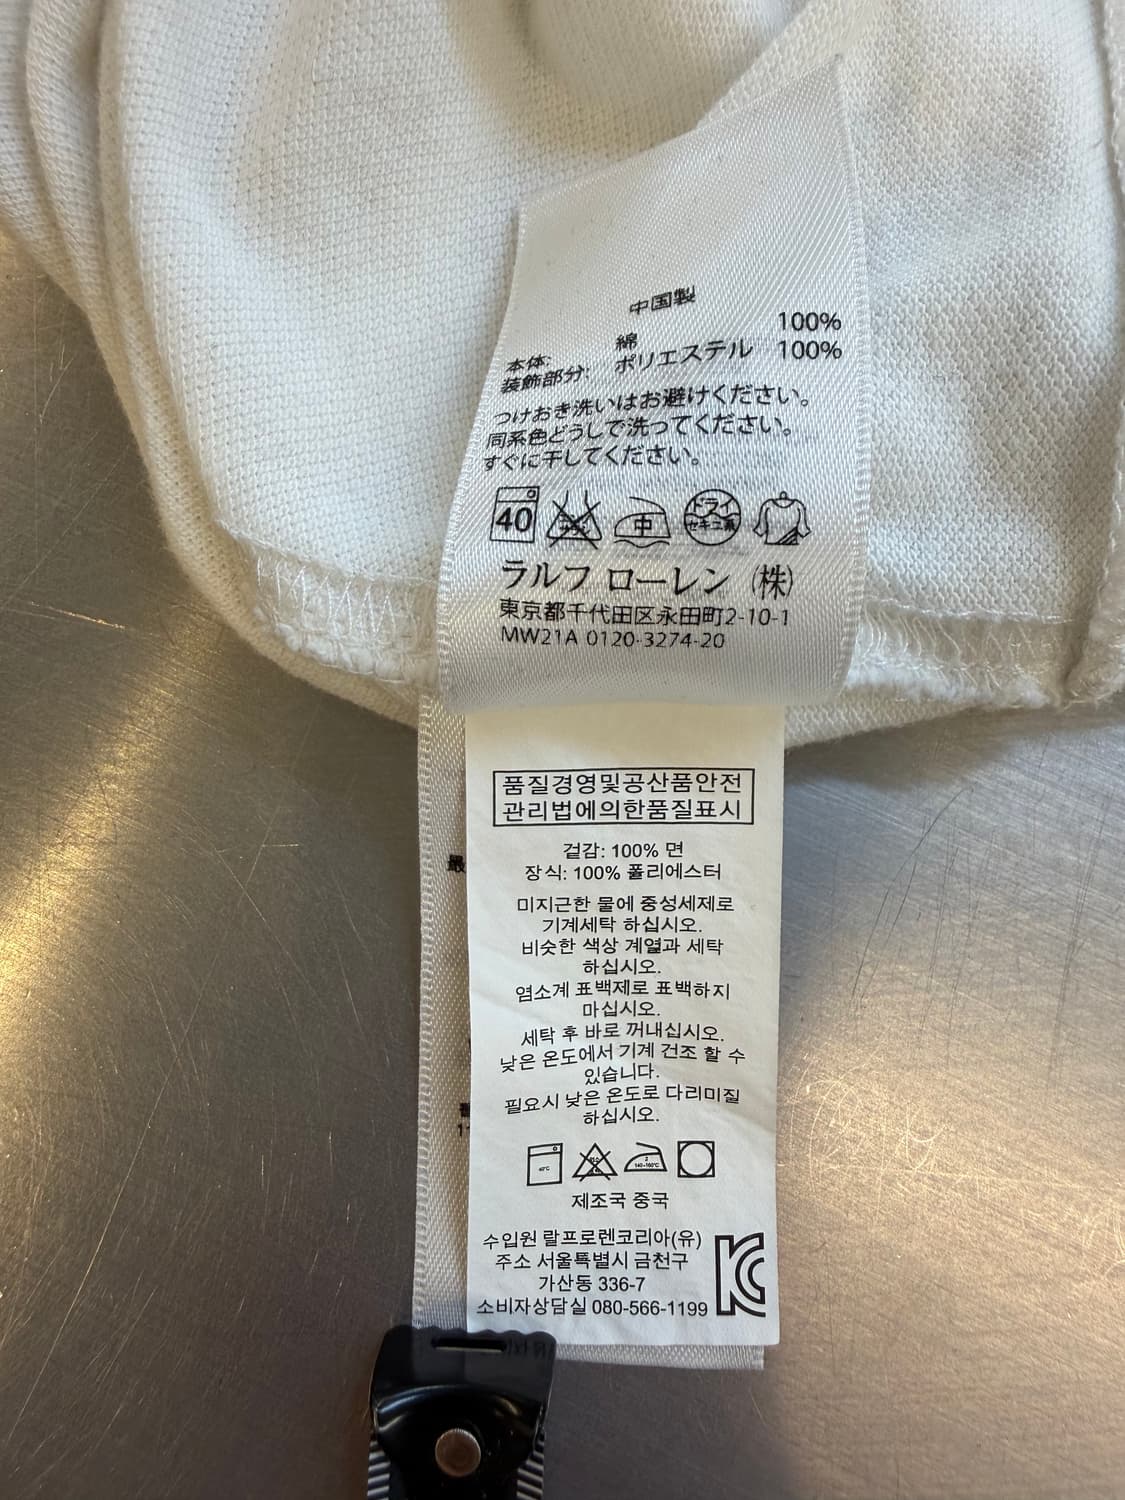 中国製
本体: 綿 100%
装飾部分: ポリエステル 100%
つけおき洗いはお避けください。
同系色どうしで洗ってください。
すぐに干してください。
40 中 ドライ セキユ系
ラルフ ローレン (株)
東京都千代田区永田町2-10-1
MW21A 0120-3274-20
품질경영및공산품안전
관리법에의한품질표시
겉감: 100% 면
장식: 100% 폴리에스터
미지근한 물에 중성세제로
기계세탁 하십시오.
비슷한 색상 계열과 세탁
하십시오.
염소계 표백제로 표백하지
마십시오.
세탁 후 바로 꺼내십시오.
낮은 온도에서 기계 건조 할 수
있습니다.
필요시 낮은 온도로 다리미질
하십시오.
40℃ 2 140-160℃
제조국 중국
수입원 랄프로렌코리아(유)
주소 서울특별시 금천구
가산동 336-7
소비자상담실 080-566-1199
最